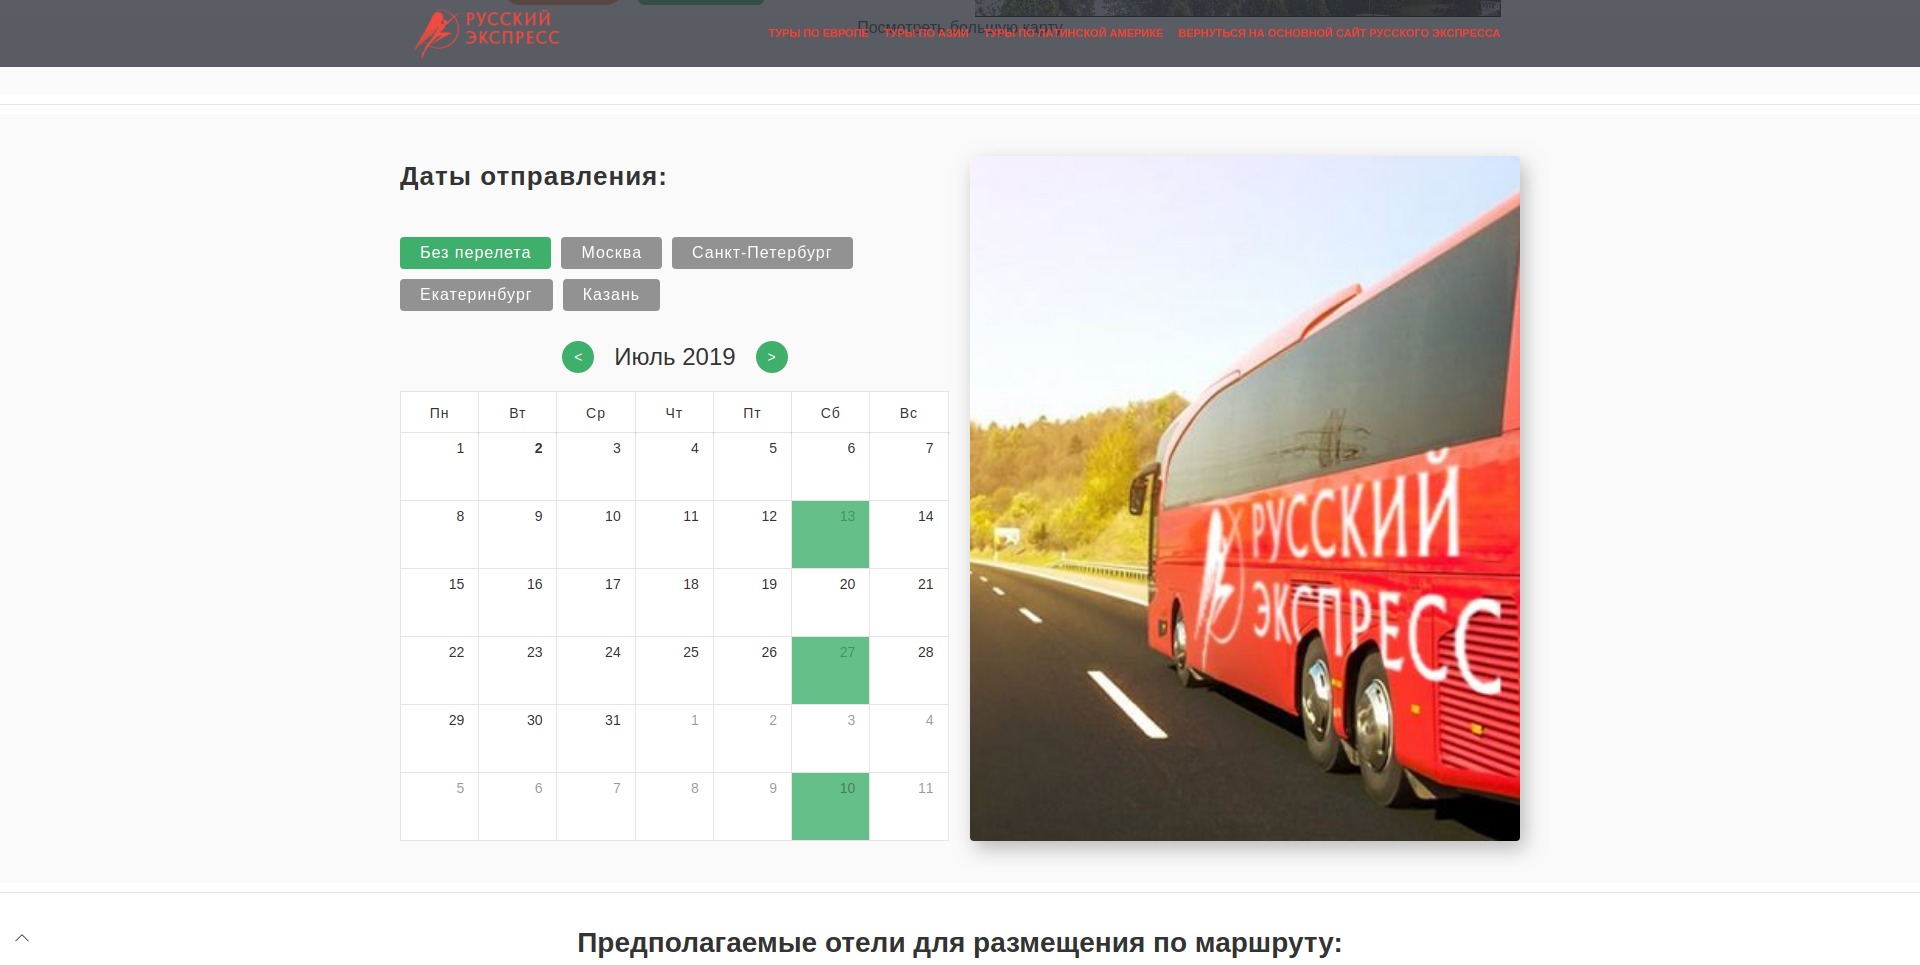 РУССКИЙ
ЭКСПРЕСС
Посмотреть большую карту
ТУРЫ ПО ЕВРОПЕ ТУРЫ ПО АЗИИ ТУРЫ ПО ЛАТИНСКОЙ АМЕРИКЕ ВЕРНУТЬСЯ НА ОСНОВНОЙ САЙТ РУССКОГО ЭКСПРЕССА
Даты отправления:
Без перелета Москва Санкт-Петербург
Екатеринбург Казань
< Июль 2019 >
Пн Вт Ср Чт Пт Сб Вс
1 2 3 4 5 6 7
8 9 10 11 12 13 14
15 16 17 18 19 20 21
22 23 24 25 26 27 28
29 30 31 1 2 3 4
5 6 7 8 9 10 11
РУССКИЙ
ЭКСПРЕСС
Предполагаемые отели для размещения по маршруту: